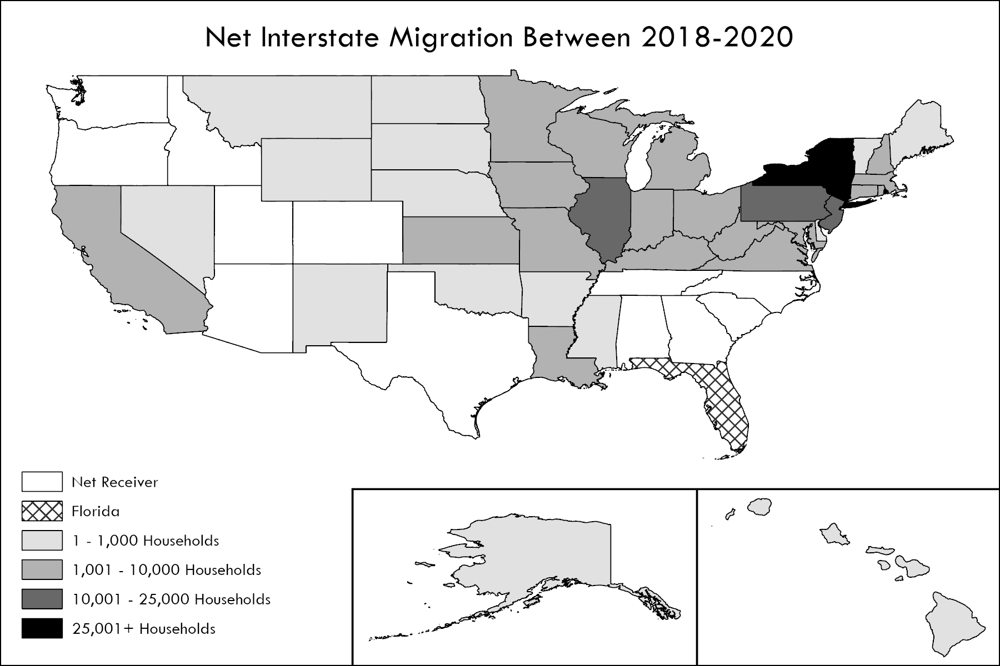 Net Interstate Migration Between 2018-2020
Net Receiver
Florida
1 - 1,000 Households
1,001 - 10,000 Households
10,001 - 25,000 Households
25,001+ Households